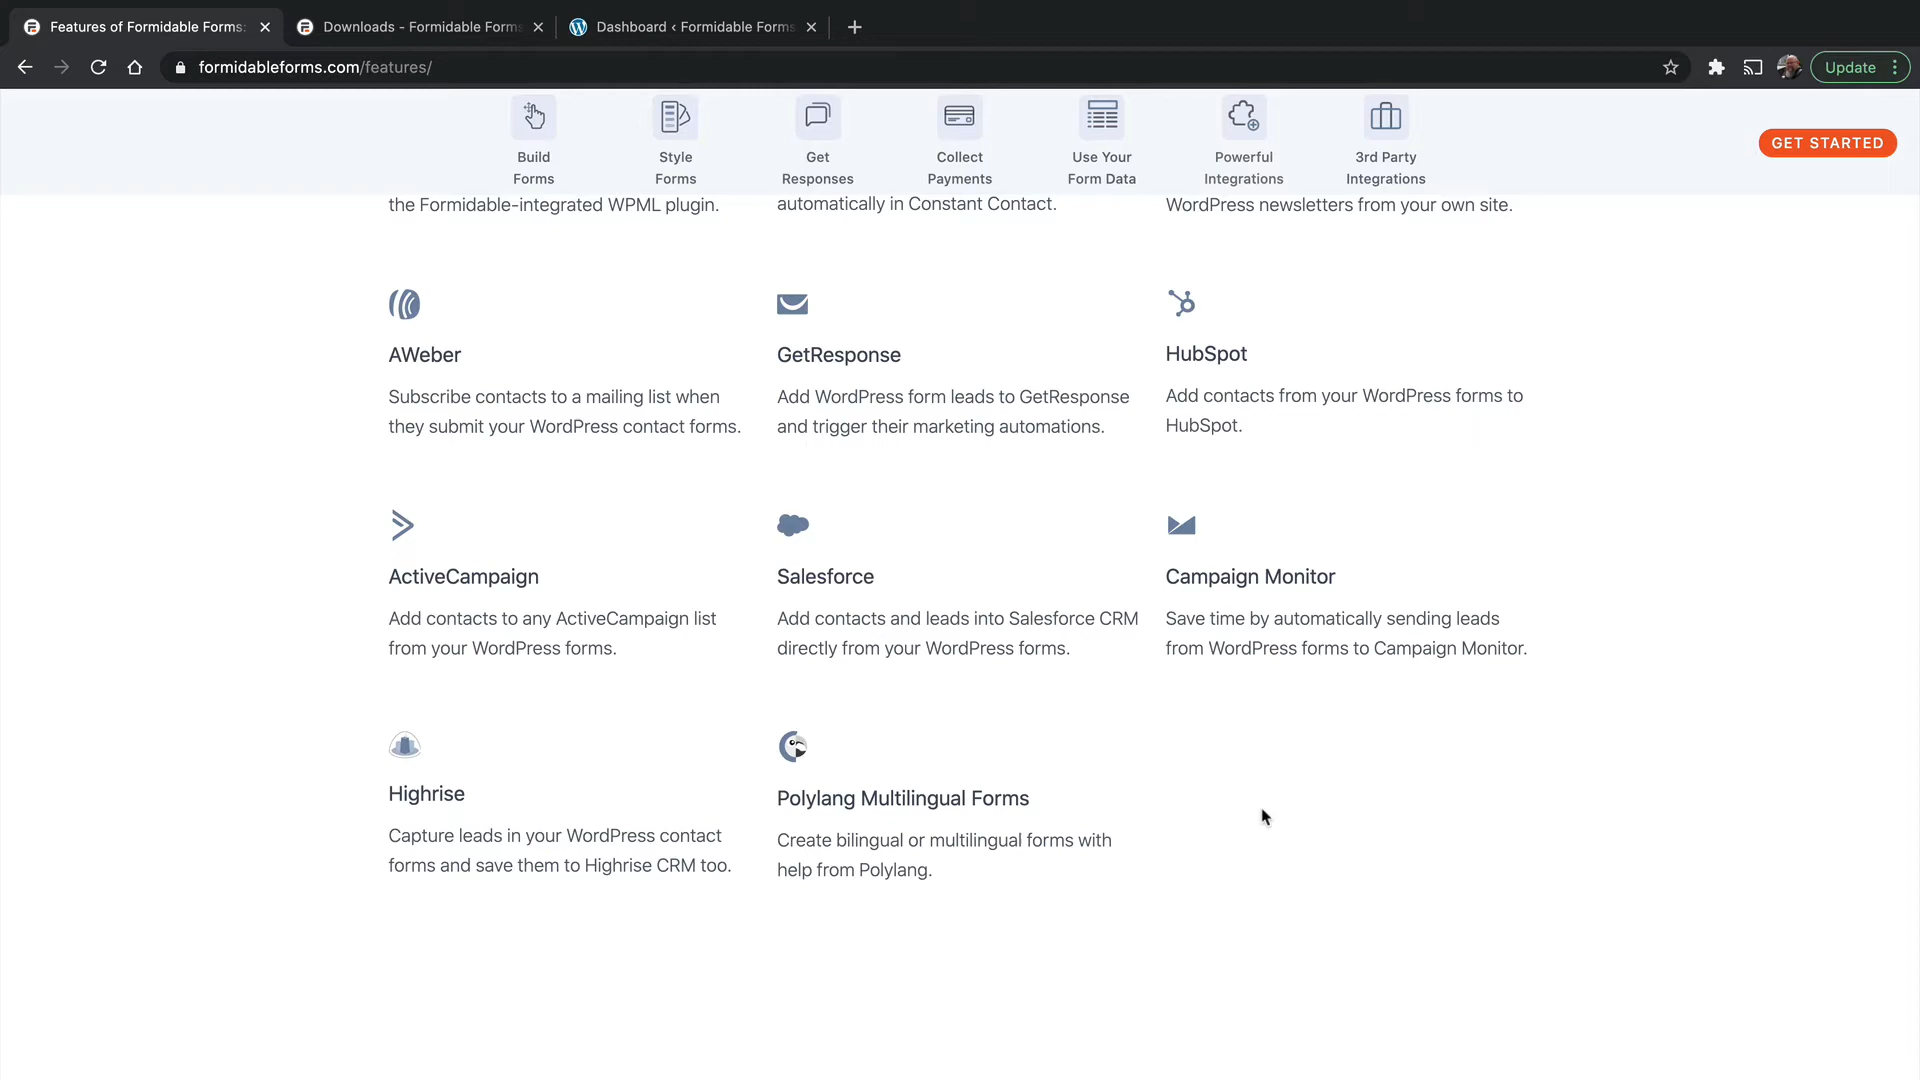 Features of Formidable Forms:
Downloads - Formidable Forms
Dashboard ‹ Formidable Forms
formidableforms.com/features/
Update
Build
Forms
Style
Forms
Get
Responses
Collect
Payments
Use Your
Form Data
Powerful
Integrations
3rd Party
Integrations
GET STARTED
the Formidable-integrated WPML plugin.
automatically in Constant Contact.
WordPress newsletters from your own site.
AWeber
Subscribe contacts to a mailing list when
they submit your WordPress contact forms.
GetResponse
Add WordPress form leads to GetResponse
and trigger their marketing automations.
HubSpot
Add contacts from your WordPress forms to
HubSpot.
ActiveCampaign
Add contacts to any ActiveCampaign list
from your WordPress forms.
Salesforce
Add contacts and leads into Salesforce CRM
directly from your WordPress forms.
Campaign Monitor
Save time by automatically sending leads
from WordPress forms to Campaign Monitor.
Highrise
Capture leads in your WordPress contact
forms and save them to Highrise CRM too.
Polylang Multilingual Forms
Create bilingual or multilingual forms with
help from Polylang.